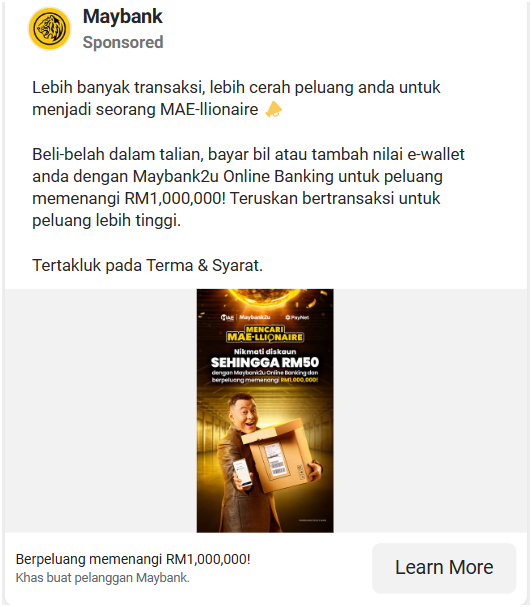 Maybank
Sponsored
Lebih banyak transaksi, lebih cerah peluang anda untuk
menjadi seorang MAE-llionaire 📣
Beli-belah dalam talian, bayar bil atau tambah nilai e-wallet
anda dengan Maybank2u Online Banking untuk peluang
memenangi RM1,000,000! Teruskan bertransaksi untuk
peluang lebih tinggi.
Tertakluk pada Terma & Syarat.
MAE Maybank2u PayNet
MENCARI
MAE-LLIONAIRE
Nikmati diskaun
SEHINGGA RM50
dengan Maybank2u Online Banking dan
berpeluang memenangi RM1,000,000!
Berpeluang memenangi RM1,000,000!
Khas buat pelanggan Maybank.
Learn More